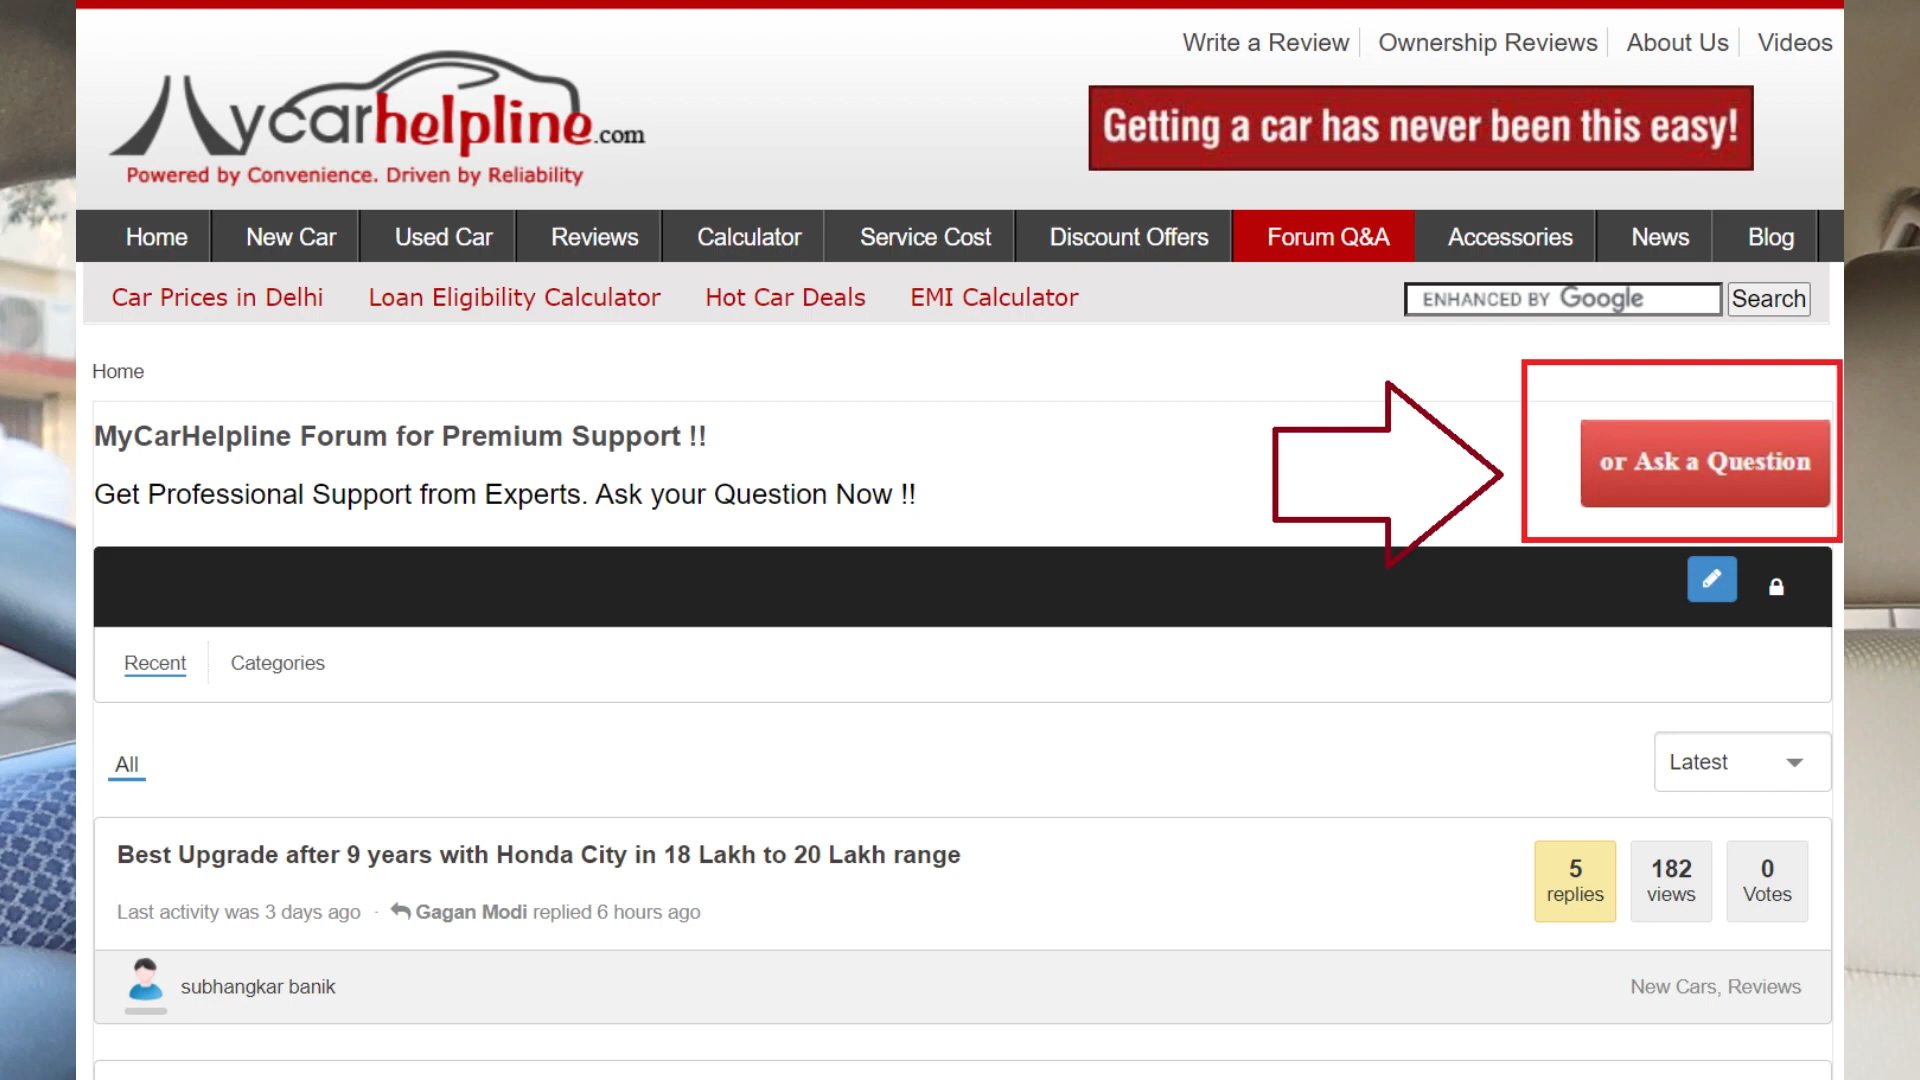 Write a Review
Ownership Reviews
About Us
Videos
Mycarhelpline.com
Powered by Convenience. Driven by Reliability
Getting a car has never been this easy!
Home
New Car
Used Car
Reviews
Calculator
Service Cost
Discount Offers
Forum Q&A
Accessories
News
Blog
Car Prices in Delhi
Loan Eligibility Calculator
Hot Car Deals
EMI Calculator
ENHANCED BY Google
Search
Home
MyCarHelpline Forum for Premium Support !!
or Ask a Question
Get Professional Support from Experts. Ask your Question Now !!
Recent
Categories
All
Latest
Best Upgrade after 9 years with Honda City in 18 Lakh to 20 Lakh range
5
replies
182
views
0
Votes
Last activity was 3 days ago · Gagan Modi replied 6 hours ago
subhangkar banik
New Cars, Reviews